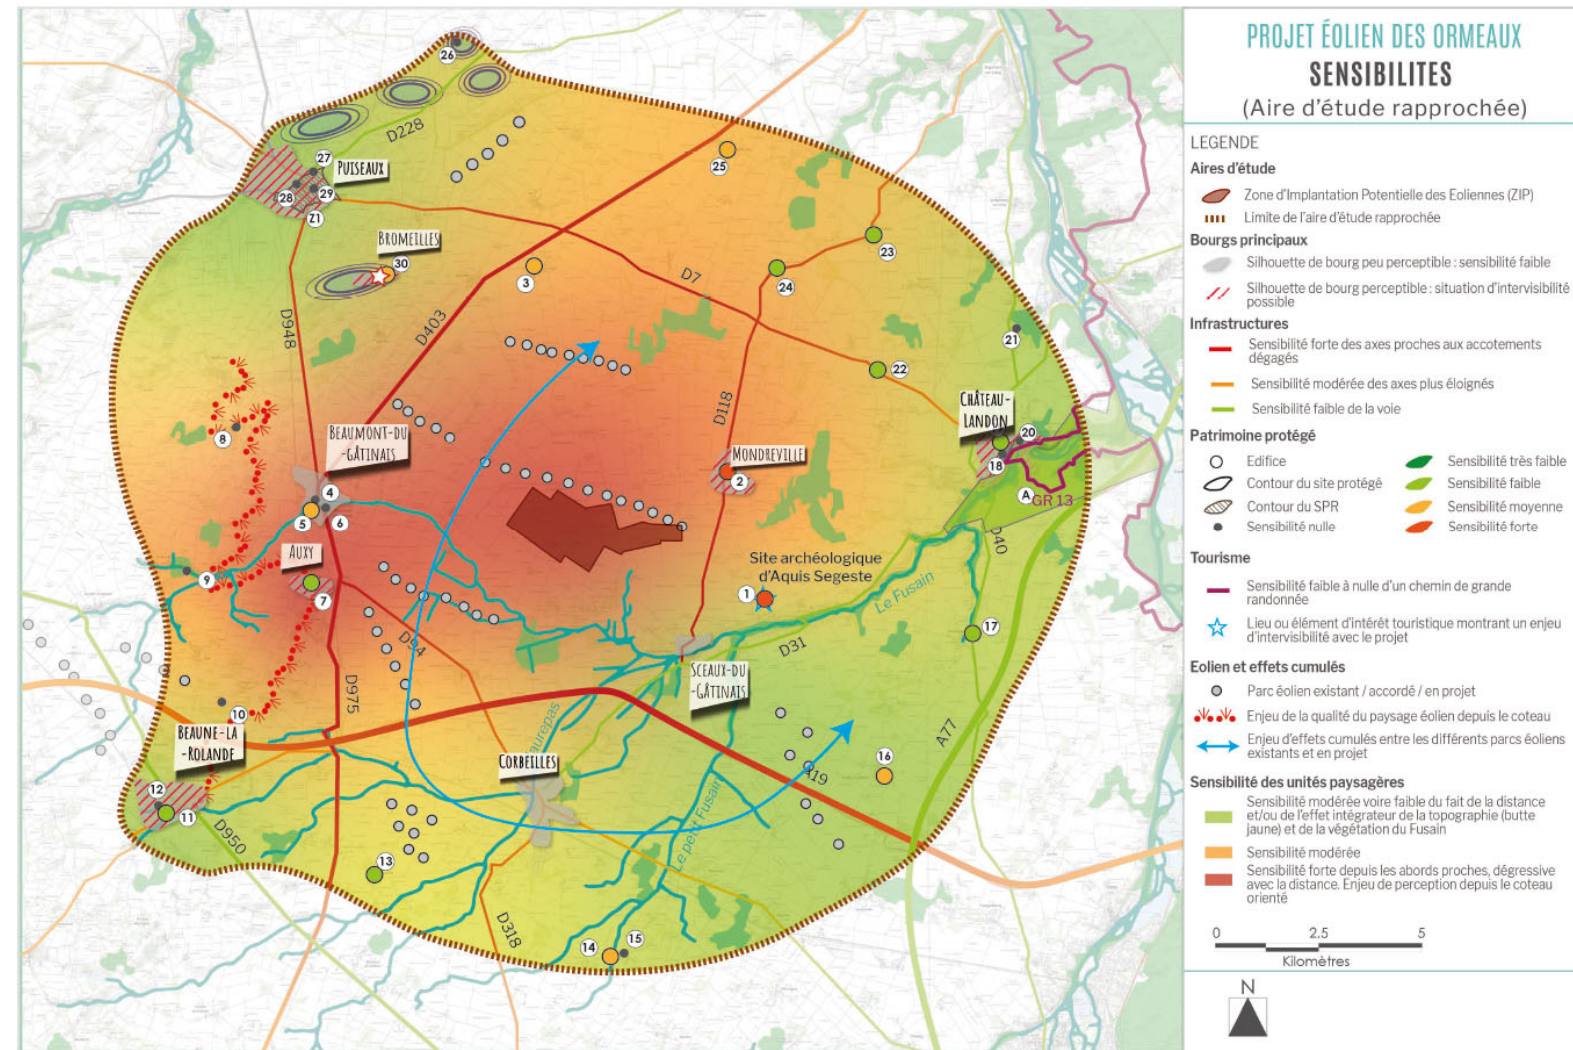 PROJET ÉOLIEN DES ORMEAUX
SENSIBILITES
(Aire d'étude rapprochée)
LEGENDE
Aires d'étude
Zone d'Implantation Potentielle des Eoliennes (ZIP)
Limite de l'aire d'étude rapprochée
Bourgs principaux
Silhouette de bourg peu perceptible : sensibilité faible
Silhouette de bourg perceptible : situation d'intervisibilité
possible
Infrastructures
Sensibilité forte des axes proches aux accotements
dégagés
Sensibilité modérée des axes plus éloignés
Sensibilité faible de la voie
Patrimoine protégé
Edifice
Contour du site protégé
Contour du SPR
Sensibilité nulle
Sensibilité très faible
Sensibilité faible
Sensibilité moyenne
Sensibilité forte
Tourisme
Sensibilité faible à nulle d'un chemin de grande
randonnée
Lieu ou élément d'intérêt touristique montrant un enjeu
d'intervisibilité avec le projet
Eolien et effets cumulés
Parc éolien existant / accordé / en projet
Enjeu de la qualité du paysage éolien depuis le coteau
Enjeu d'effets cumulés entre les différents parcs éoliens
existants et en projet
Sensibilité des unités paysagères
Sensibilité modérée voire faible du fait de la distance
et/ou de l'effet intégrateur de la topographie (butte
jaune) et de la végétation du Fusain
Sensibilité modérée
Sensibilité forte depuis les abords proches, dégressive
avec la distance. Enjeu de perception depuis le coteau
orienté
0 2.5 5
Kilomètres
N
26
D228
27
PUISEAUX
28
29
Z1
25
BROMEILLES
30
3
23
24
D7
D948
D403
21
22
D118
CHÂTEAU-
LANDON
20
18
A
GR 13
8
BEAUMONT-DU
-GÂTINAIS
MONDREVILLE
2
4
5
6
AUXY
7
9
Site archéologique
d'Aquis Segeste
1
Le Fusain
D40
17
D94
D31
SCEAUX-DU
-GÂTINAIS
D975
10
BEAUNE-LA
-ROLANDE
12
11
D950
CORBEILLES
A77
16
A19
Le petit Fusain
13
D318
14
15